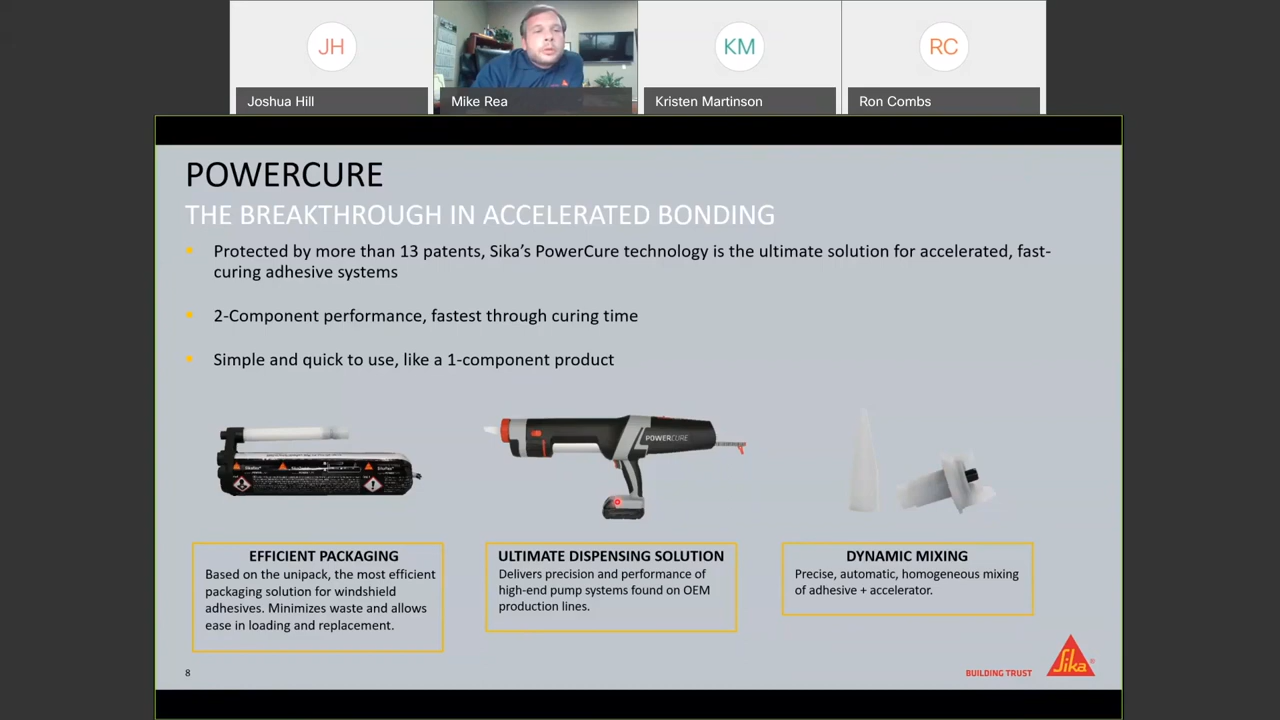 JH
KM
RC
Joshua Hill
Mike Rea
Kristen Martinson
Ron Combs
POWERCURE
THE BREAKTHROUGH IN ACCELERATED BONDING
Protected by more than 13 patents, Sika’s PowerCure technology is the ultimate solution for accelerated, fast-
curing adhesive systems
2-Component performance, fastest through curing time
Simple and quick to use, like a 1-component product
POWERCURE
EFFICIENT PACKAGING
Based on the unipack, the most efficient
packaging solution for windshield
adhesives. Minimizes waste and allows
ease in loading and replacement.
ULTIMATE DISPENSING SOLUTION
Delivers precision and performance of
high-end pump systems found on OEM
production lines.
DYNAMIC MIXING
Precise, automatic, homogeneous mixing
of adhesive + accelerator.
8
BUILDING TRUST
Sika®